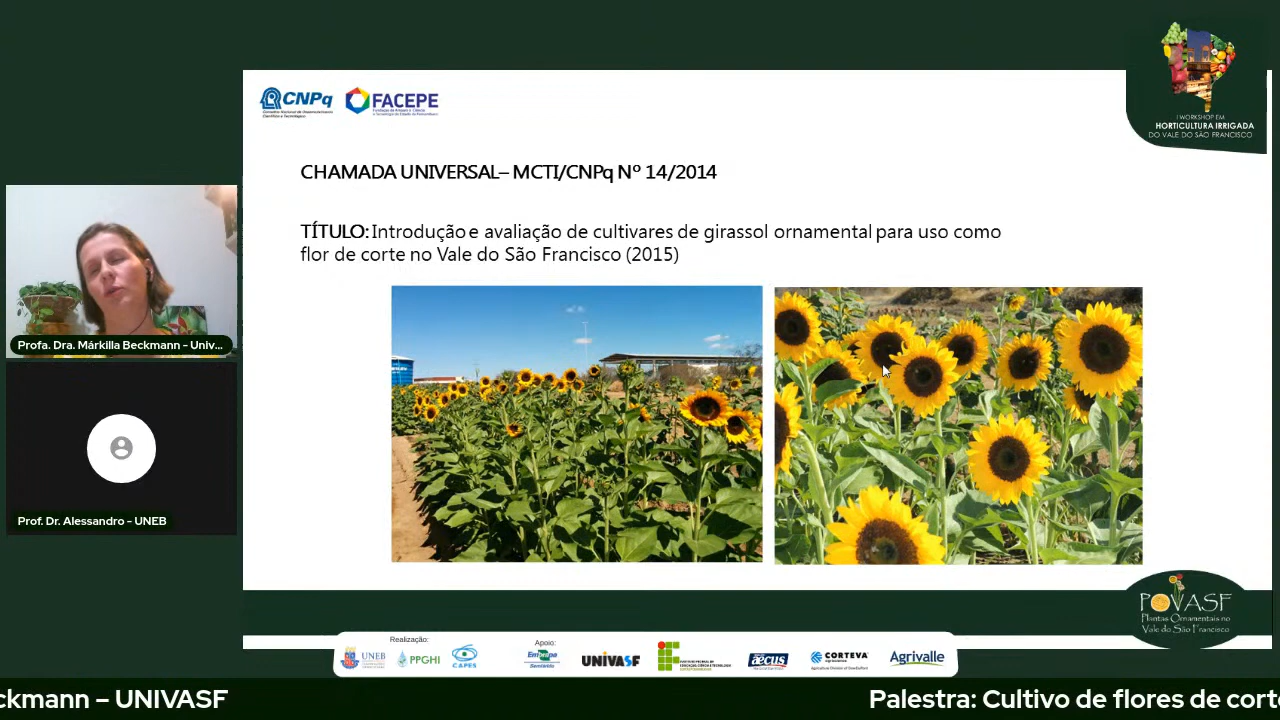 CNPq
FACEPE
I WORKSHOP EM
HORTICULTURA IRRIGADA
DO VALE DO SÃO FRANCISCO
CHAMADA UNIVERSAL– MCTI/CNPq Nº 14/2014
TÍTULO: Introdução e avaliação de cultivares de girassol ornamental para uso como
flor de corte no Vale do São Francisco (2015)
Profa. Dra. Márkilla Beckmann - Univ...
Prof. Dr. Alessandro - UNEB
POVASF
Plantas Ornamentais no
Vale do São Francisco
Realização:
Apoio:
UNEB
PPGHI
CAPES
Embrapa
Semiárido
UNIVASF
aecus
CORTEVA
agriscience
Agrivalle
ckmann – UNIVASF
Palestra: Cultivo de flores de corte